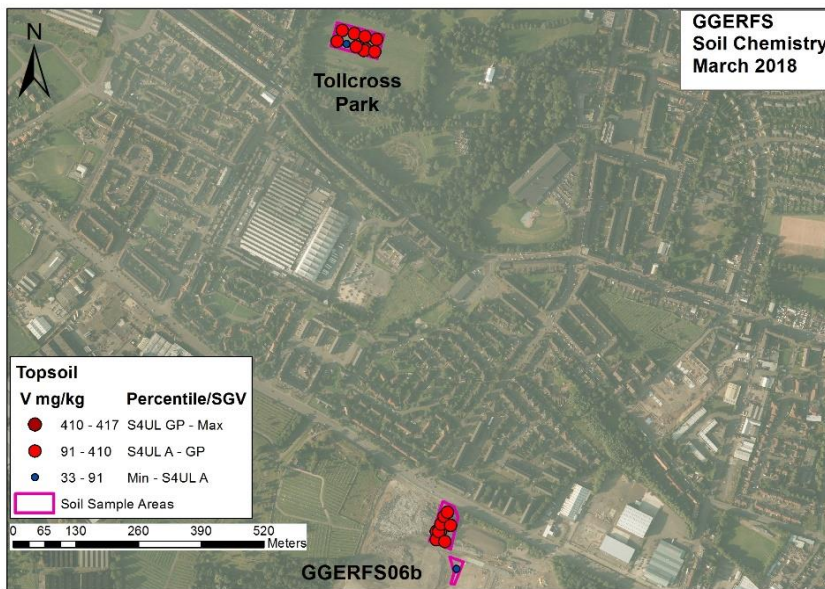 GGERFS
Soil Chemistry
March 2018
N
Tollcross
Park
Topsoil
V mg/kg Percentile/SGV
410 - 417 S4UL GP - Max
91 - 410 S4UL A - GP
33 - 91 Min - S4UL A
Soil Sample Areas
0 65 130 260 390 520
Meters
GGERFS06b